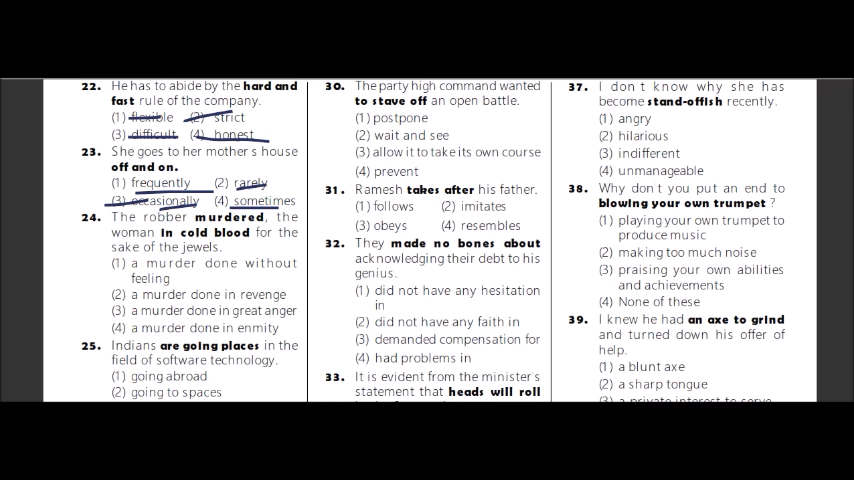 22. He has to abide by the hard and
fast rule of the company.
(1) flexible (2) strict
(3) difficult (4) honest
23. She goes to her mother's house
off and on.
(1) frequently (2) rarely
(3) occasionally (4) sometimes
24. The robber murdered, the
woman in cold blood for the
sake of the jewels.
(1) a murder done without
feeling
(2) a murder done in revenge
(3) a murder done in great anger
(4) a murder done in enmity
25. Indians are going places in the
field of software technology.
(1) going abroad
(2) going to spaces
30. The party high command wanted
to stave off an open battle.
(1) postpone
(2) wait and see
(3) allow it to take its own course
(4) prevent
31. Ramesh takes after his father.
(1) follows (2) imitates
(3) obeys (4) resembles
32. They made no bones about
acknowledging their debt to his
genius.
(1) did not have any hesitation
in
(2) did not have any faith in
(3) demanded compensation for
(4) had problems in
33. It is evident from the minister's
statement that heads will roll
37. I don t know why she has
become stand-offish recently.
(1) angry
(2) hilarious
(3) indifferent
(4) unmanageable
38. Why don t you put an end to
blowing your own trumpet ?
(1) playing your own trumpet to
produce music
(2) making too much noise
(3) praising your own abilities
and achievements
(4) None of these
39. I knew he had an axe to grind
and turned down his offer of
help.
(1) a blunt axe
(2) a sharp tongue
(3) a private interest to serve